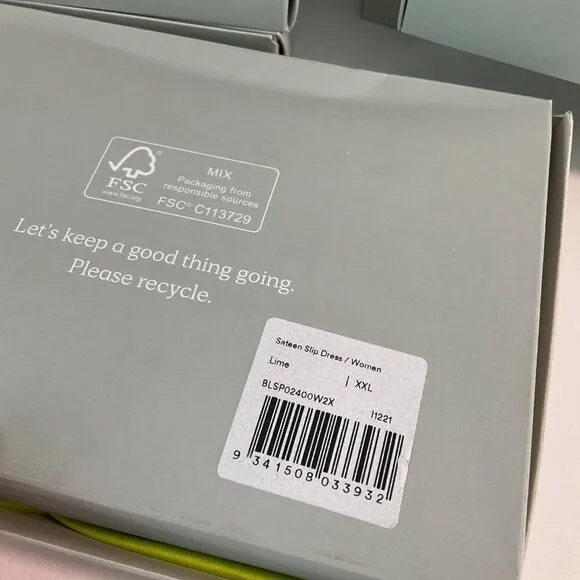 FSC
www.fsc.org
MIX
Packaging from
responsible sources
FSC® C113729
Let's keep a good thing going.
Please recycle.
Sateen Slip Dress / Women
Lime | XXL
BLSP02400W2X I1221
9 341508 033932